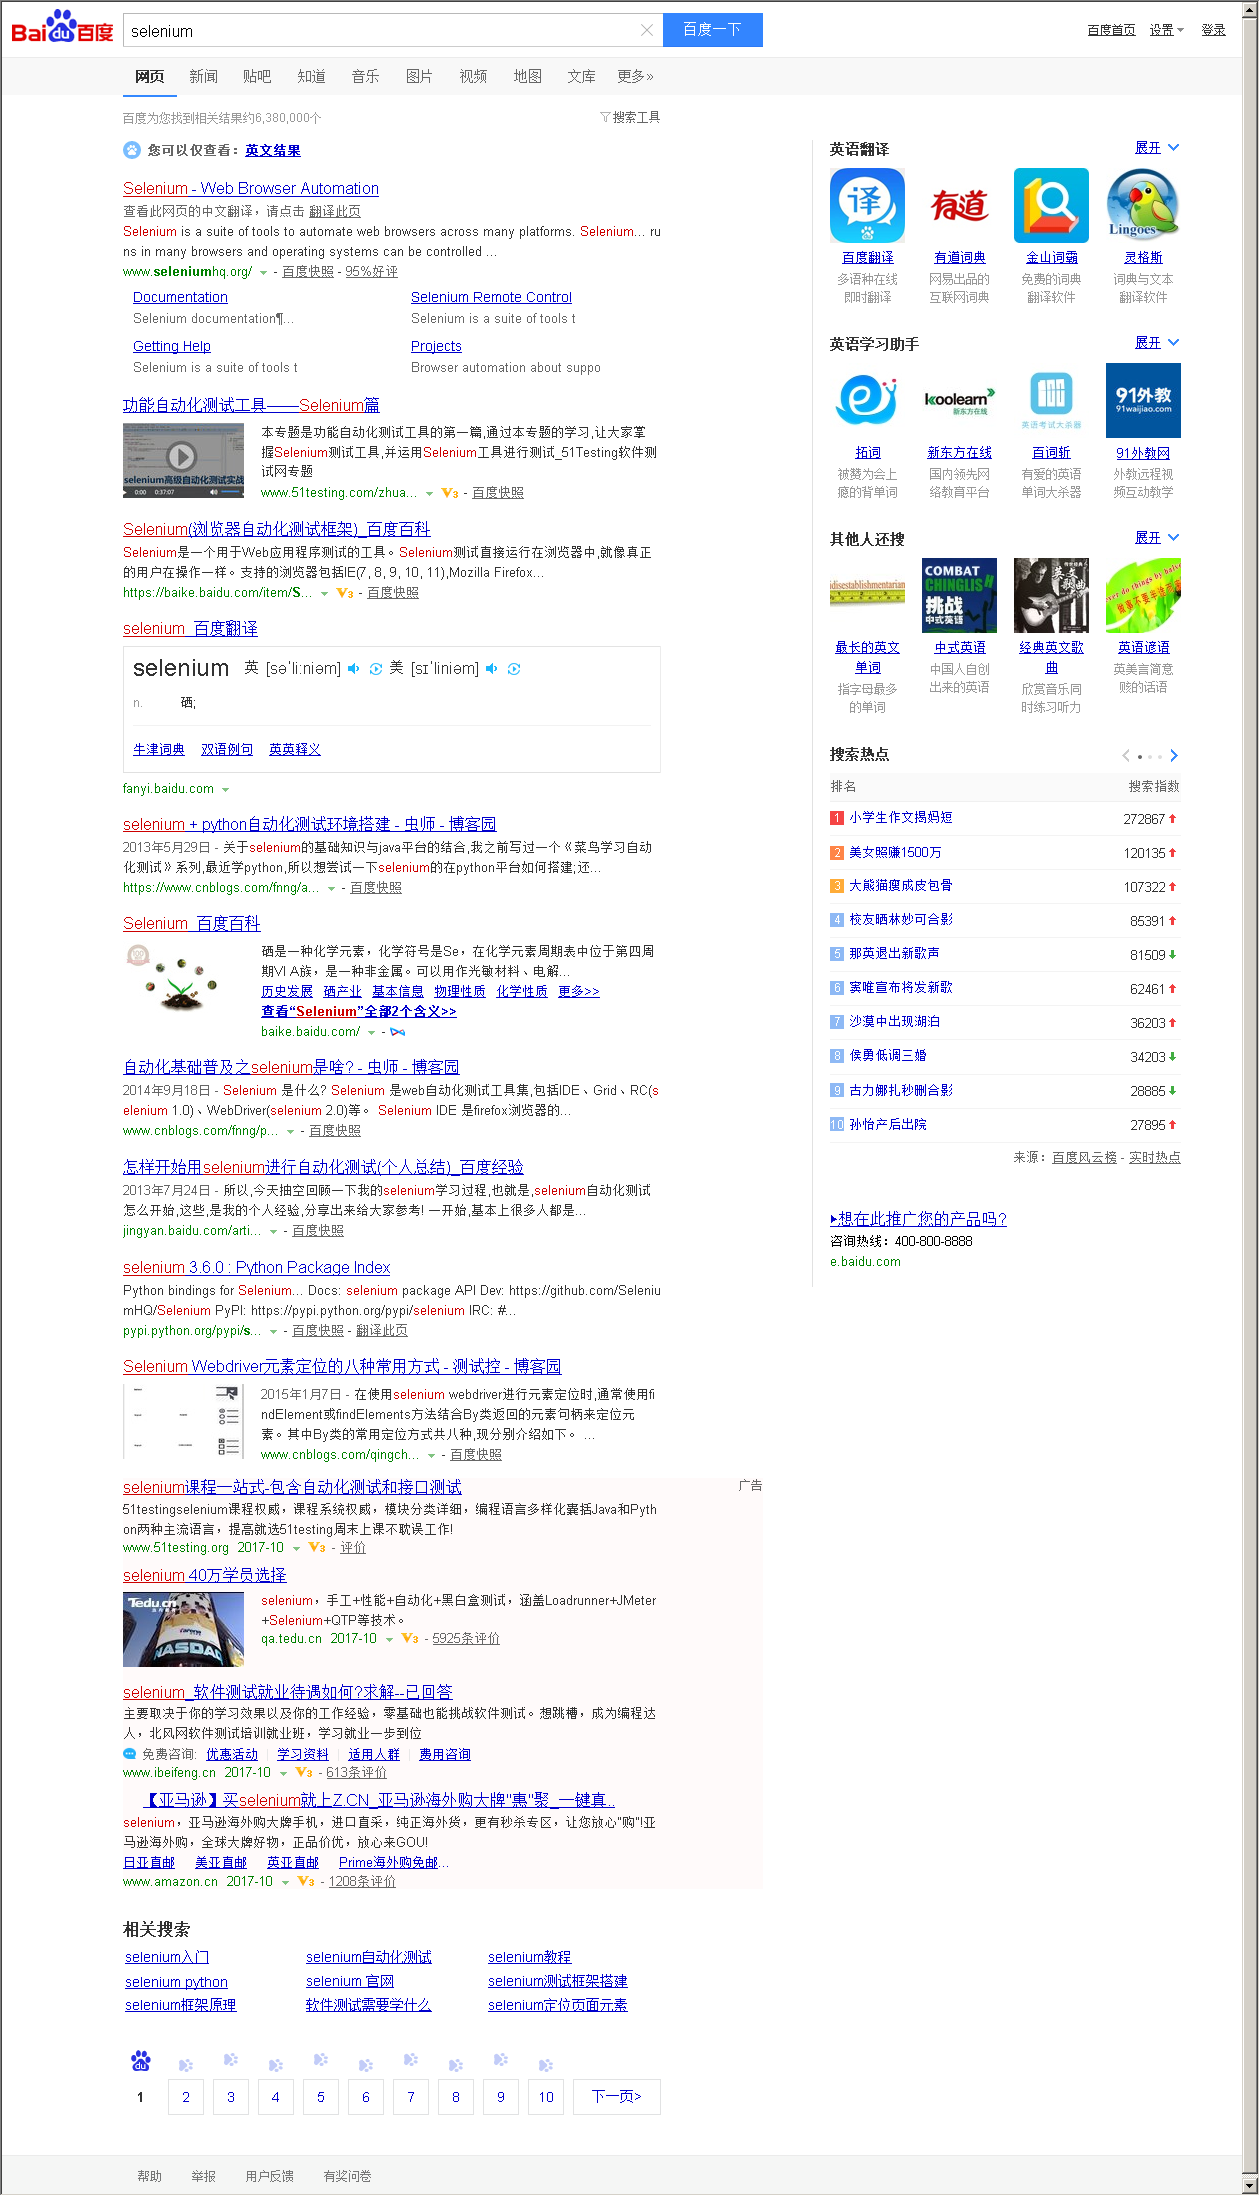 Bai du 百度
selenium
百度一下
百度首页 设置 登录
网页 新闻 贴吧 知道 音乐 图片 视频 地图 文库 更多»
百度为您找到相关结果约6,380,000个
搜索工具
您可以仅查看：英文结果
Selenium - Web Browser Automation
查看此网页的中文翻译，请点击 翻译此页
Selenium is a suite of tools to automate web browsers across many platforms. Selenium... ru
ns in many browsers and operating systems can be controlled ...
www.seleniumhq.org/ - 百度快照 - 95%好评
Documentation Selenium Remote Control
Selenium documentation¶... Selenium is a suite of tools t
Getting Help Projects
Selenium is a suite of tools t Browser automation about suppo
功能自动化测试工具——Selenium篇
selenium高级自动化测试实战
0:00 0:37:07
本专题是功能自动化测试工具的第一篇,通过本专题的学习,让大家掌
握Selenium测试工具,并运用Selenium工具进行测试_51Testing软件测
试网专题
www.51testing.com/zhua... V3 - 百度快照
Selenium(浏览器自动化测试框架)_百度百科
Selenium是一个用于Web应用程序测试的工具。Selenium测试直接运行在浏览器中,就像真正
的用户在操作一样。支持的浏览器包括IE(7, 8, 9, 10, 11),Mozilla Firefox...
https://baike.baidu.com/item/S... V3 - 百度快照
selenium_百度翻译
selenium 英 [səˈliːniəm] 美 [sɪˈliniəm]
n. 硒;
牛津词典 双语例句 英英释义
fanyi.baidu.com
selenium + python自动化测试环境搭建 - 虫师 - 博客园
2013年5月29日 - 关于selenium的基础知识与java平台的结合,我之前写过一个《菜鸟学习自动
化测试》系列,最近学python,所以想尝试一下selenium的在python平台如何搭建;还...
https://www.cnblogs.com/fnng/a... - 百度快照
Selenium_百度百科
硒是一种化学元素，化学符号是Se，在化学元素周期表中位于第四周
期VI A族，是一种非金属。可以用作光敏材料、电解...
历史发展 硒产业 基本信息 物理性质 化学性质 更多>>
查看“Selenium”全部2个含义>>
baike.baidu.com/ -
自动化基础普及之selenium是啥? - 虫师 - 博客园
2014年9月18日 - Selenium 是什么? Selenium 是web自动化测试工具集,包括IDE、Grid、RC(s
elenium 1.0)、WebDriver(selenium 2.0)等。 Selenium IDE 是firefox浏览器的...
www.cnblogs.com/fnng/p... - 百度快照
怎样开始用selenium进行自动化测试(个人总结)_百度经验
2013年7月24日 - 所以,今天抽空回顾一下我的selenium学习过程,也就是,selenium自动化测试
怎么开始,这些,是我的个人经验,分享出来给大家参考! 一开始,基本上很多人都是...
jingyan.baidu.com/arti... - 百度快照
selenium 3.6.0 : Python Package Index
Python bindings for Selenium... Docs: selenium package API Dev: https://github.com/Seleniu
mHQ/Selenium PyPI: https://pypi.python.org/pypi/selenium IRC: #...
pypi.python.org/pypi/s... - 百度快照 - 翻译此页
Selenium Webdriver元素定位的八种常用方式 - 测试控 - 博客园
2015年1月7日 - 在使用selenium webdriver进行元素定位时,通常使用fi
ndElement或findElements方法结合By类返回的元素句柄来定位元
素。其中By类的常用定位方式共八种,现分别介绍如下。 ...
www.cnblogs.com/qingch... - 百度快照
selenium课程一站式-包含自动化测试和接口测试
广告
51testingselenium课程权威，课程系统权威，模块分类详细，编程语言多样化囊括Java和Pyth
on两种主流语言，提高就选51testing周末上课不耽误工作!
www.51testing.org 2017-10 V3 - 评价
selenium 40万学员选择
Tedu.cn
NASDAQ
selenium，手工+性能+自动化+黑白盒测试，涵盖Loadrunner+JMeter
+Selenium+QTP等技术。
qa.tedu.cn 2017-10 V3 - 5925条评价
selenium_软件测试就业待遇如何?求解--已回答
主要取决于你的学习效果以及你的工作经验，零基础也能挑战软件测试。想跳槽，成为编程达
人，北风网软件测试培训就业班，学习就业一步到位
免费咨询: 优惠活动 学习资料 适用人群 费用咨询
www.ibeifeng.cn 2017-10 V3 - 613条评价
【亚马逊】买selenium就上Z.CN_亚马逊海外购大牌"惠"聚_一键真..
selenium，亚马逊海外购大牌手机，进口直采，纯正海外货，更有秒杀专区，让您放心"购"!亚
马逊海外购，全球大牌好物，正品价优，放心来GOU!
日亚直邮 美亚直邮 英亚直邮 Prime海外购免邮...
www.amazon.cn 2017-10 V3 - 1208条评价
相关搜索
selenium入门 selenium自动化测试 selenium教程
selenium python selenium 官网 selenium测试框架搭建
selenium框架原理 软件测试需要学什么 selenium定位页面元素
1 2 3 4 5 6 7 8 9 10 下一页>
帮助 举报 用户反馈 有奖问卷
英语翻译 展开
译 有道 Lingoes
百度翻译 有道词典 金山词霸 灵格斯
多语种在线 网易出品的 免费的词典 词典与文本
即时翻译 互联网词典 翻译软件 翻译软件
英语学习助手 展开
koolearn 新东方在线 英语考试大杀器 91外教 91waijiao.com
拓词 新东方在线 百词斩 91外教网
被赞为会上 国内领先网 有爱的英语 外教远程视
瘾的背单词 络教育平台 单词大杀器 频互动教学
其他人还搜 展开
disestablishmentarian COMBAT CHINGLISH 挑战 中式英语 英文歌曲 ever do things by halve 做事不要半途而废
最长的英文 中式英语 经典英文歌 英语谚语
单词 中国人自创 曲 英美言简意
指字母最多 出来的英语 欣赏音乐同 赅的话语
的单词 时练习听力
搜索热点
排名 搜索指数
1 小学生作文揭妈短 272867
2 美女照赚1500万 120135
3 大熊猫瘦成皮包骨 107322
4 校友晒林妙可合影 85391
5 那英退出新歌声 81509
6 窦唯宣布将发新歌 62461
7 沙漠中出现湖泊 36203
8 侯勇低调三婚 34203
9 古力娜扎秒删合影 28885
10 孙怡产后出院 27895
来源：百度风云榜 - 实时热点
想在此推广您的产品吗?
咨询热线：400-800-8888
e.baidu.com